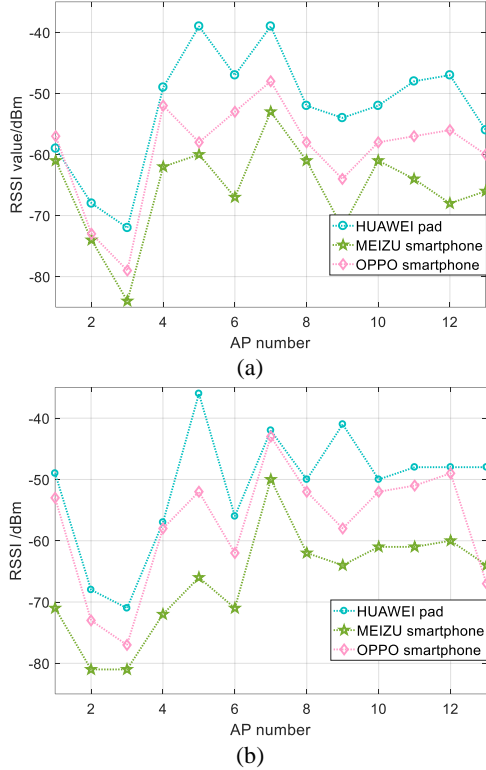 -40
-50
-60
-70
-80
RSSI value/dBm
HUAWEI pad
MEIZU smartphone
OPPO smartphone
2 4 6 8 10 12
AP number
(a)
-40
-50
-60
-70
-80
RSSI /dBm
HUAWEI pad
MEIZU smartphone
OPPO smartphone
2 4 6 8 10 12
AP number
(b)